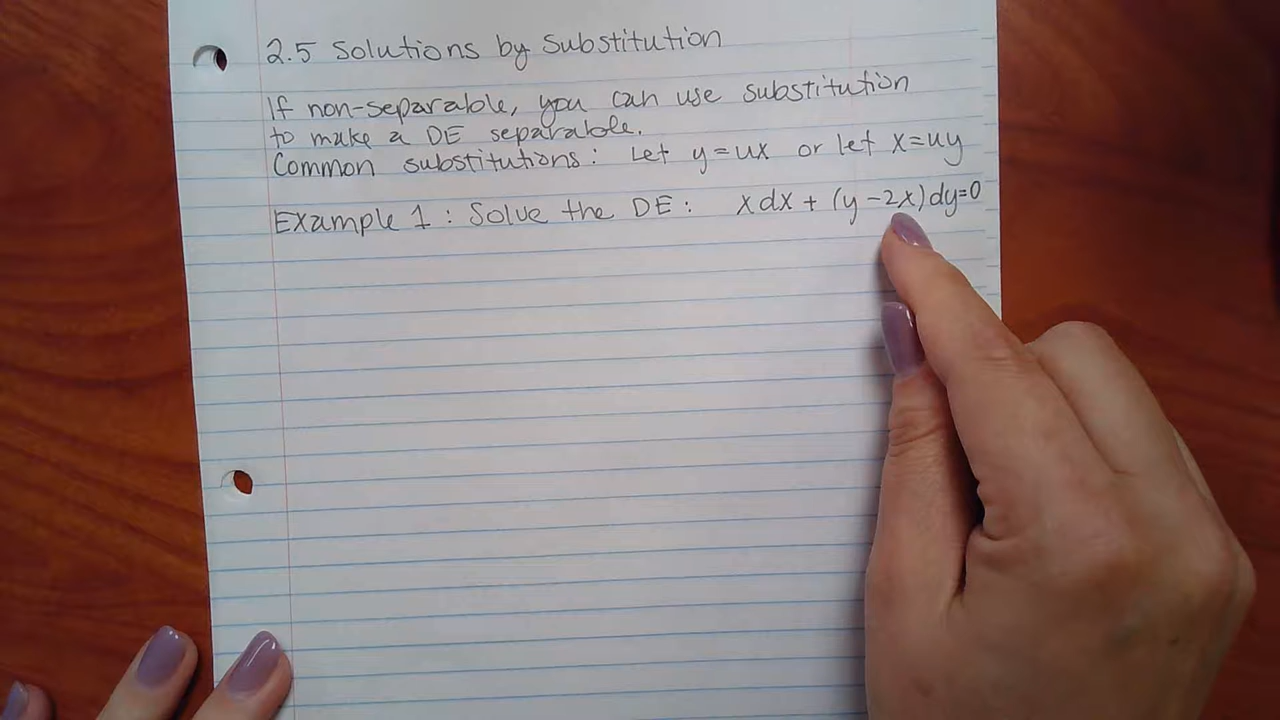 2.5 Solutions by Substitution
If non-separable, you can use substitution
to make a DE separable.
Common substitutions: Let y=ux or let x=uy
Example 1: Solve the DE: xdx + (y-2x)dy=0